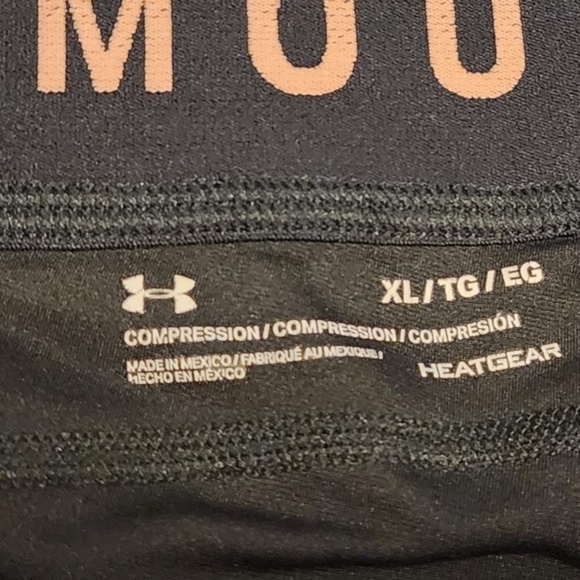 MOU
XL/TG/EG
COMPRESSION/COMPRESSION/COMPRESIÓN
MADE IN MEXICO/FABRIQUÉ AU MEXIQUE/
HECHO EN MÉXICO
HEATGEAR